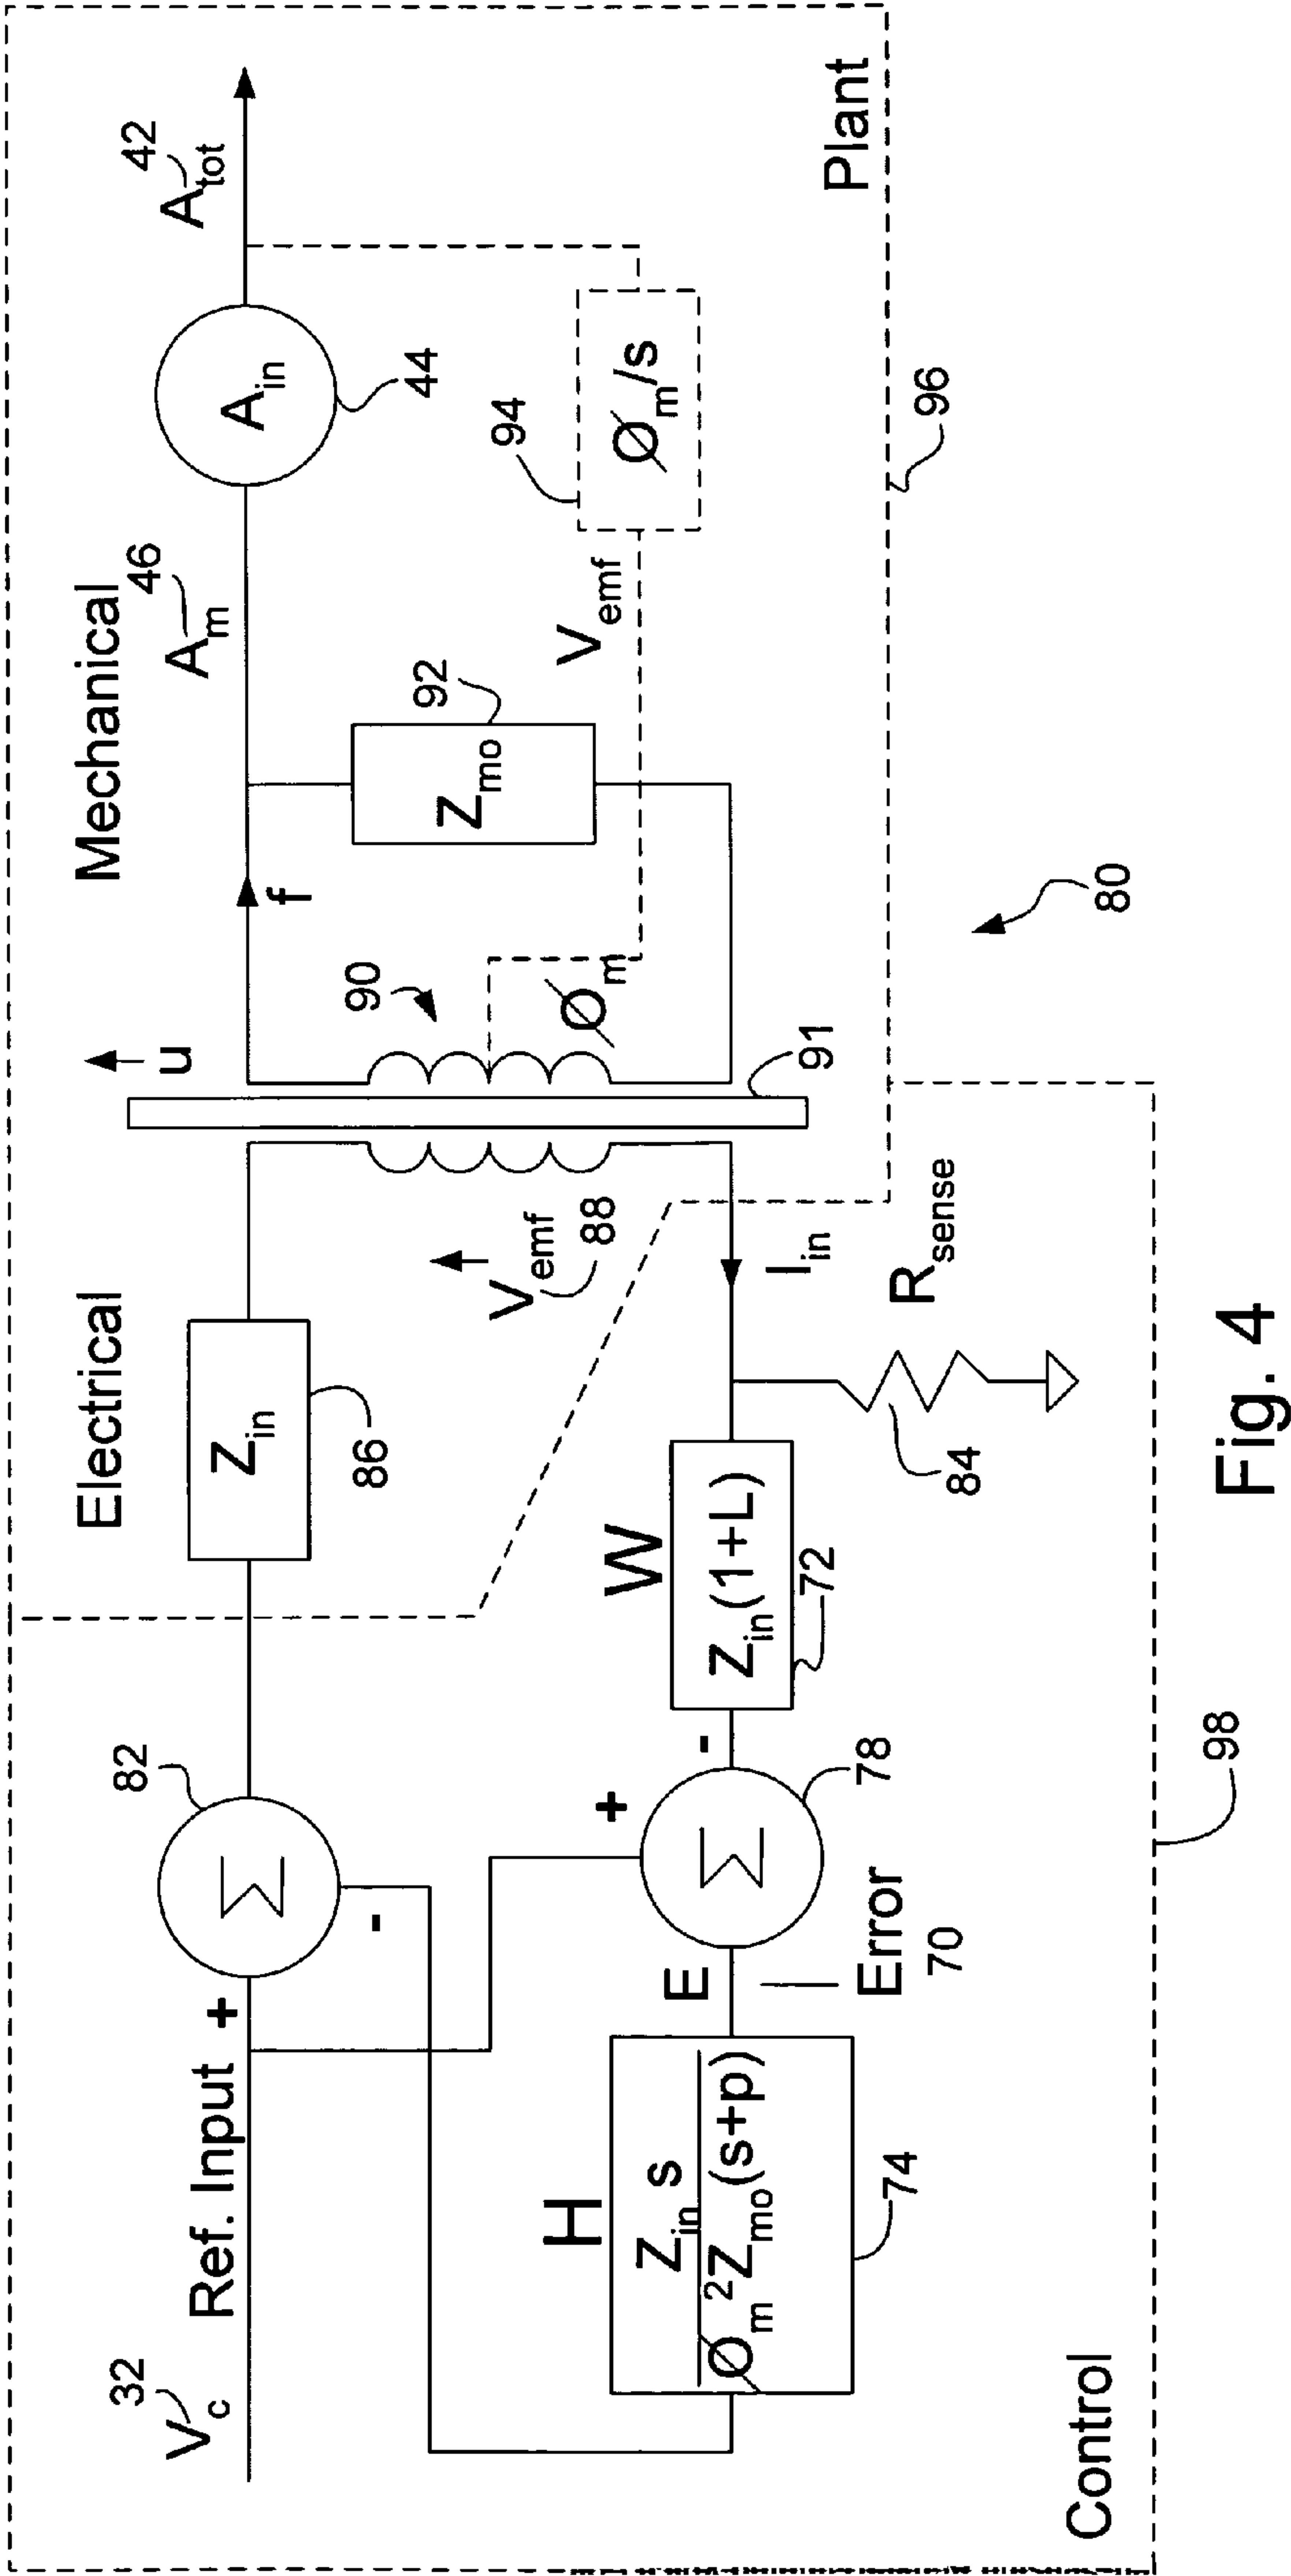 Electrical
Mechanical
V_c 32
Ref. Input
+
Σ
82
-
Z_in
86
V_emf
88
u
90
Ø_m
91
f
A_m 46
Z_mo
92
V_emf
A_in
44
A_tot 42
94
Ø_m/s
H
Z_in s
Ø_m² Z_mo (s+p)
74
E
Error
70
+
Σ
-
78
W
Z_in (1+L)
72
I_in
R_sense
84
Plant
96
80
Control
98
Fig. 4